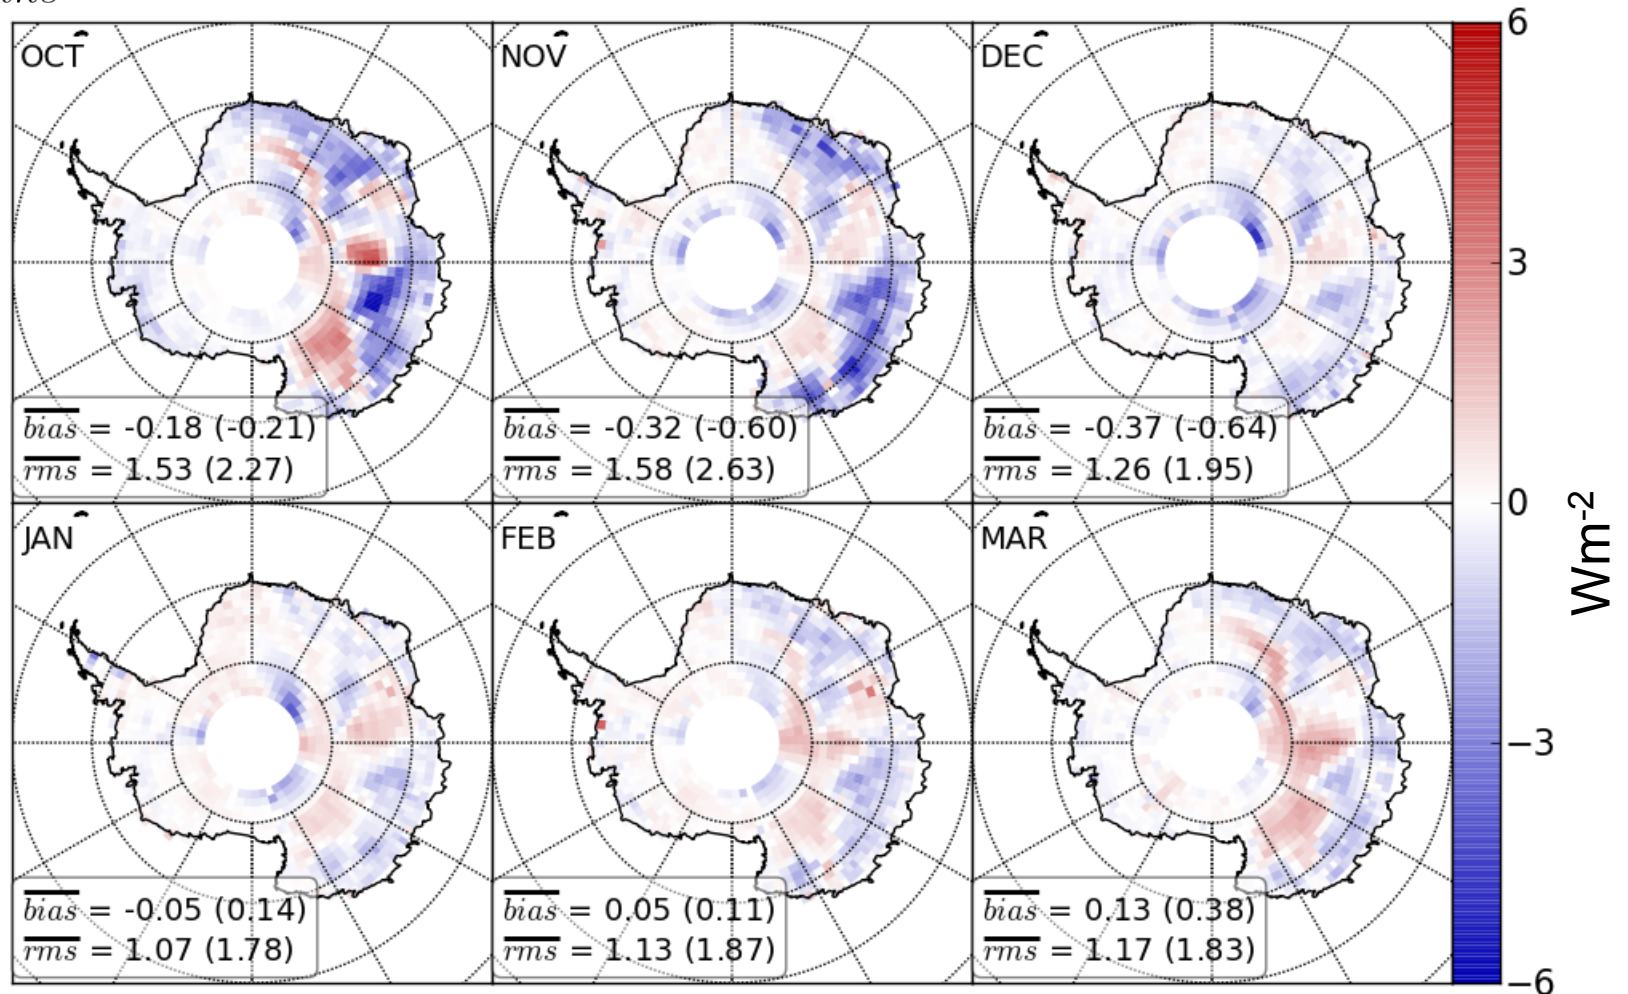 OCT
bias = -0.18 (-0.21)
rms = 1.53 (2.27)
NOV
bias = -0.32 (-0.60)
rms = 1.58 (2.63)
DEC
bias = -0.37 (-0.64)
rms = 1.26 (1.95)
JAN
bias = -0.05 (0.14)
rms = 1.07 (1.78)
FEB
bias = 0.05 (0.11)
rms = 1.13 (1.87)
MAR
bias = 0.13 (0.38)
rms = 1.17 (1.83)
6
3
0
−3
−6
Wm-2